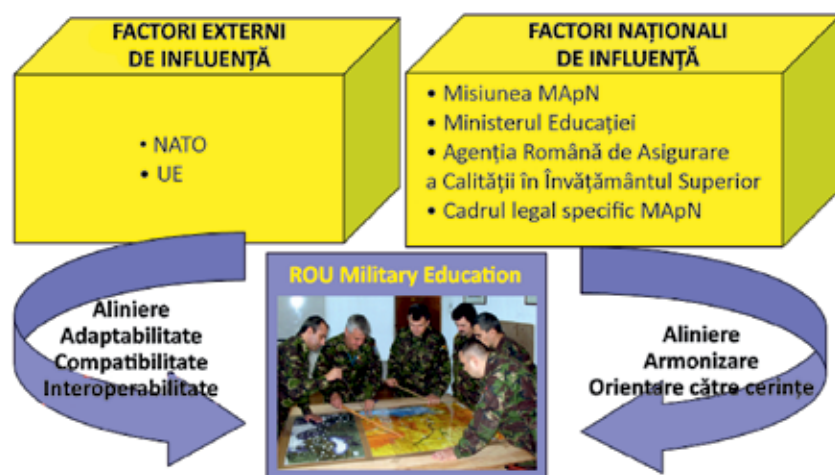 FACTORI EXTERNI
DE INFLUENȚĂ
• NATO
• UE
FACTORI NAȚIONALI
DE INFLUENȚĂ
• Misiunea MApN
• Ministerul Educației
• Agenția Română de Asigurare
a Calității în Învățământul Superior
• Cadrul legal specific MApN
ROU Military Education
Aliniere
Adaptabilitate
Compatibilitate
Interoperabilitate
Aliniere
Armonizare
Orientare către cerințe